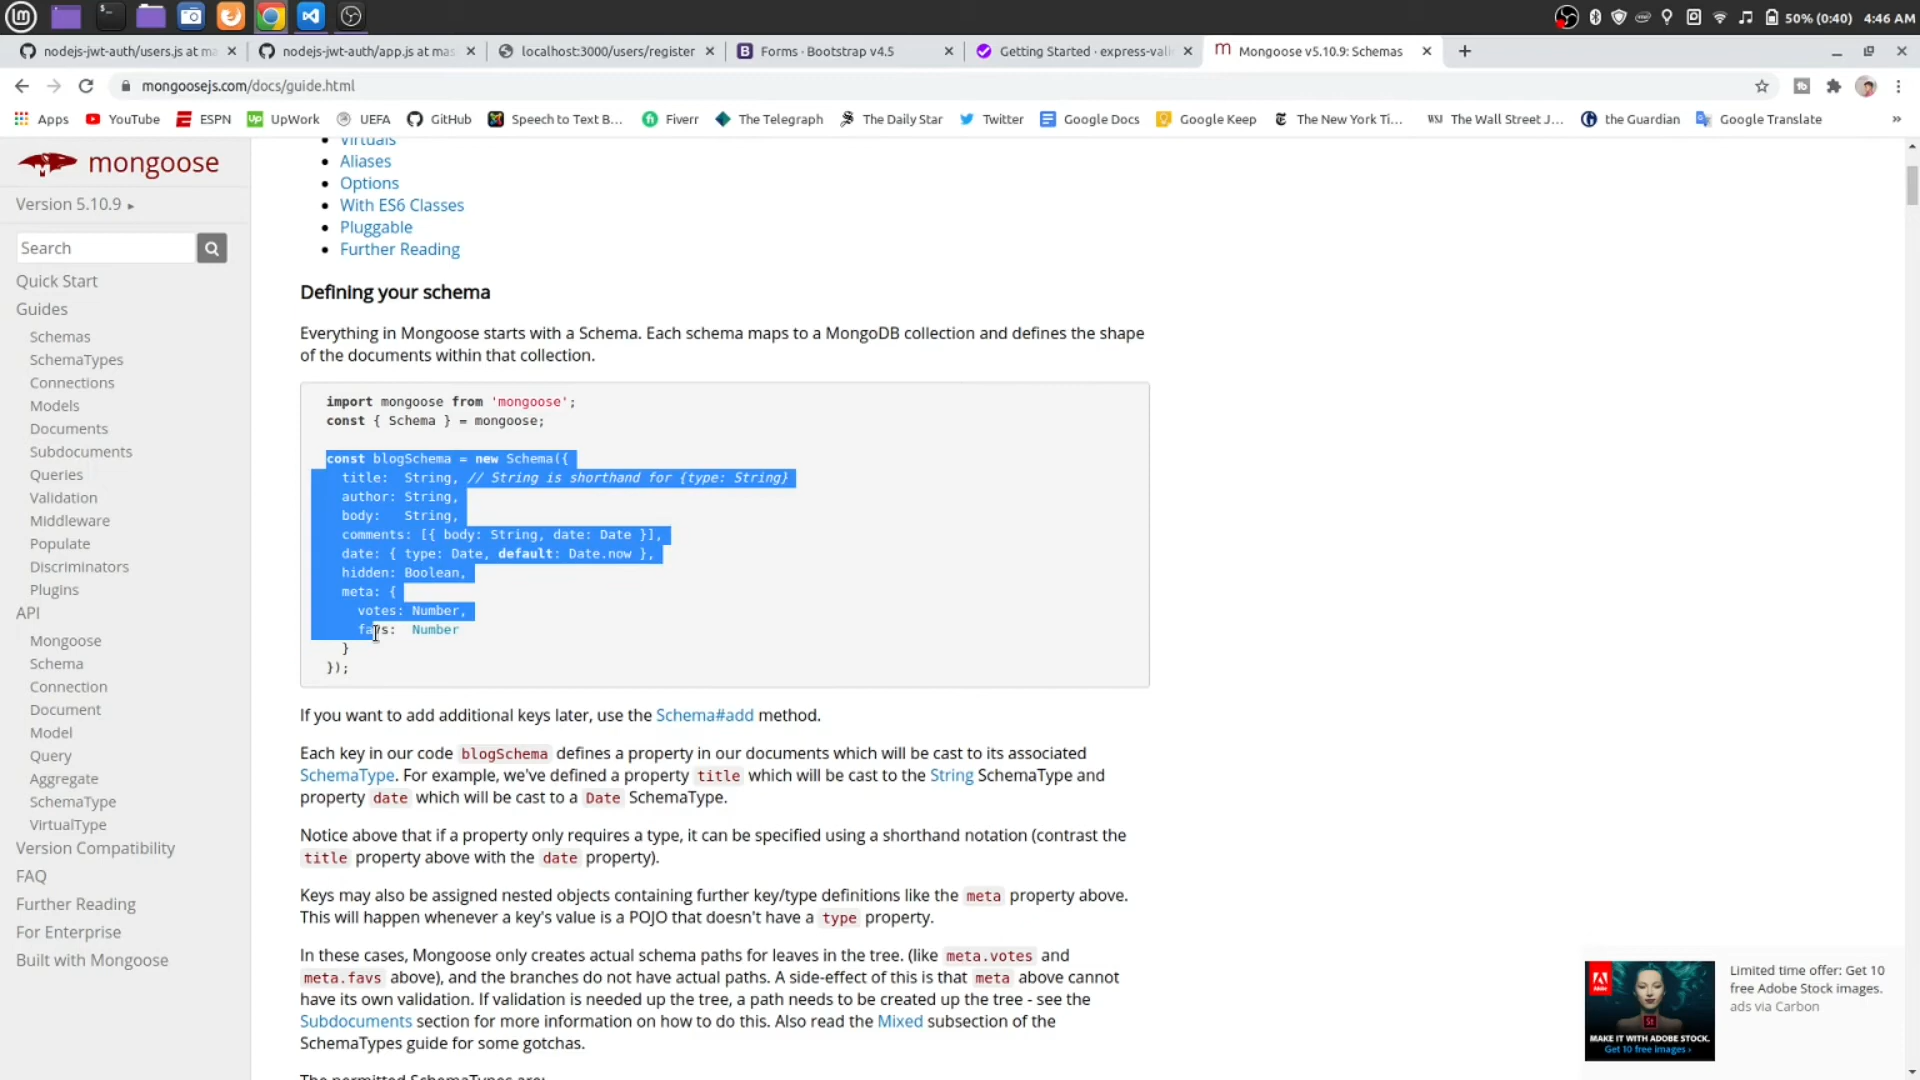 50% (0:40) 4:46 AM
nodejs-jwt-auth/users.js at ma
nodejs-jwt-auth/app.js at mas
localhost:3000/users/register
Forms · Bootstrap v4.5
Getting Started · express-vali
Mongoose v5.10.9: Schemas
mongoosejs.com/docs/guide.html
Apps YouTube ESPN UpWork UEFA GitHub Speech to Text B... Fiverr The Telegraph The Daily Star Twitter Google Docs Google Keep The New York Ti... The Wall Street J... the Guardian Google Translate »
mongoose
Version 5.10.9 ▸
Search
Quick Start
Guides
Schemas
SchemaTypes
Connections
Models
Documents
Subdocuments
Queries
Validation
Middleware
Populate
Discriminators
Plugins
API
Mongoose
Schema
Connection
Document
Model
Query
Aggregate
SchemaType
VirtualType
Version Compatibility
FAQ
Further Reading
For Enterprise
Built with Mongoose
Virtuals
Aliases
Options
With ES6 Classes
Pluggable
Further Reading
Defining your schema
Everything in Mongoose starts with a Schema. Each schema maps to a MongoDB collection and defines the shape
of the documents within that collection.
import mongoose from 'mongoose';
const { Schema } = mongoose;
const blogSchema = new Schema({
title: String, // String is shorthand for {type: String}
author: String,
body: String,
comments: [{ body: String, date: Date }],
date: { type: Date, default: Date.now },
hidden: Boolean,
meta: {
votes: Number,
favs: Number
}
});
If you want to add additional keys later, use the Schema#add method.
Each key in our code blogSchema defines a property in our documents which will be cast to its associated
SchemaType. For example, we've defined a property title which will be cast to the String SchemaType and
property date which will be cast to a Date SchemaType.
Notice above that if a property only requires a type, it can be specified using a shorthand notation (contrast the
title property above with the date property).
Keys may also be assigned nested objects containing further key/type definitions like the meta property above.
This will happen whenever a key's value is a POJO that doesn't have a type property.
In these cases, Mongoose only creates actual schema paths for leaves in the tree. (like meta.votes and
meta.favs above), and the branches do not have actual paths. A side-effect of this is that meta above cannot
have its own validation. If validation is needed up the tree, a path needs to be created up the tree - see the
Subdocuments section for more information on how to do this. Also read the Mixed subsection of the
SchemaTypes guide for some gotchas.
The permitted SchemaTypes are:
MAKE IT WITH ADOBE STOCK.
Get 10 free images ›
Limited time offer: Get 10
free Adobe Stock images.
ads via Carbon